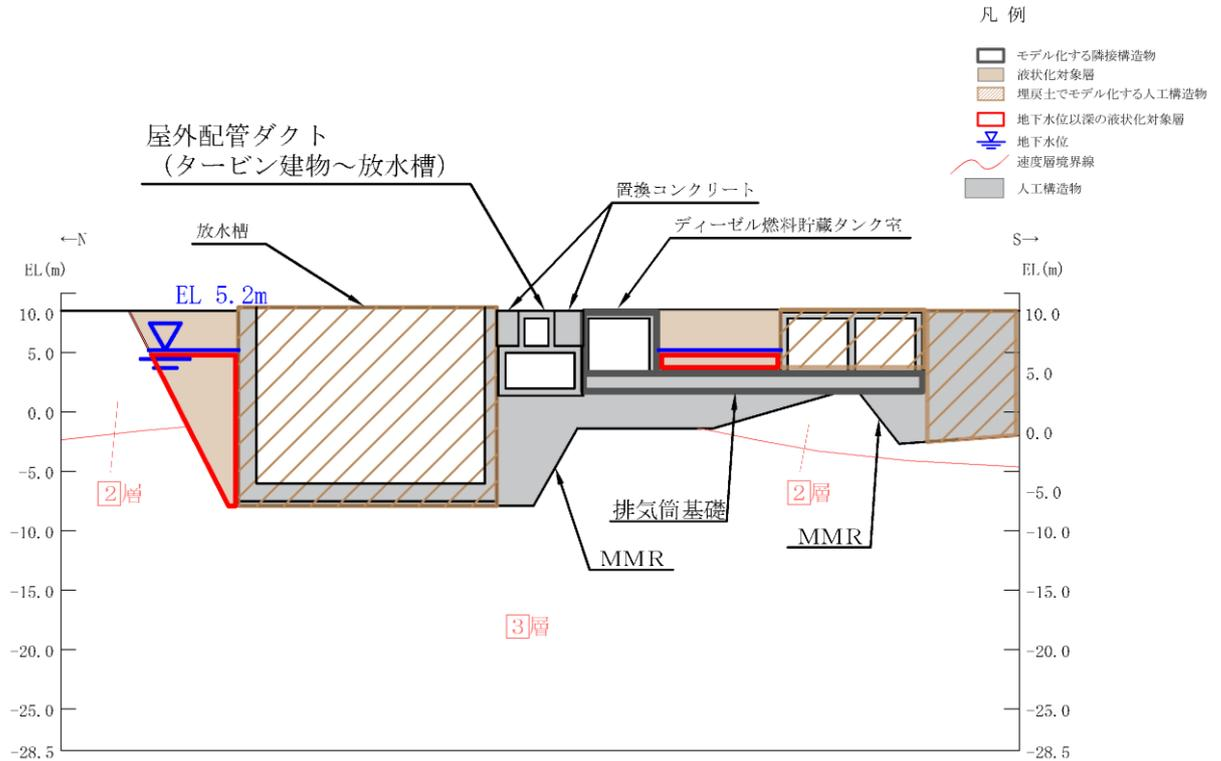 凡 例
モデル化する隣接構造物
液状化対象層
埋戻土でモデル化する人工構造物
地下水位以深の液状化対象層
地下水位
速度層境界線
人工構造物
屋外配管ダクト
（タービン建物～放水槽）
置換コンクリート
放水槽
ディーゼル燃料貯蔵タンク室
←N
S→
EL(m)
EL(m)
EL 5.2m
10.0
5.0
0.0
-5.0
-10.0
-15.0
-20.0
-25.0
-28.5
10.0
5.0
0.0
-5.0
-10.0
-15.0
-20.0
-25.0
-28.5
2層
2層
排気筒基礎
MMR
MMR
3層